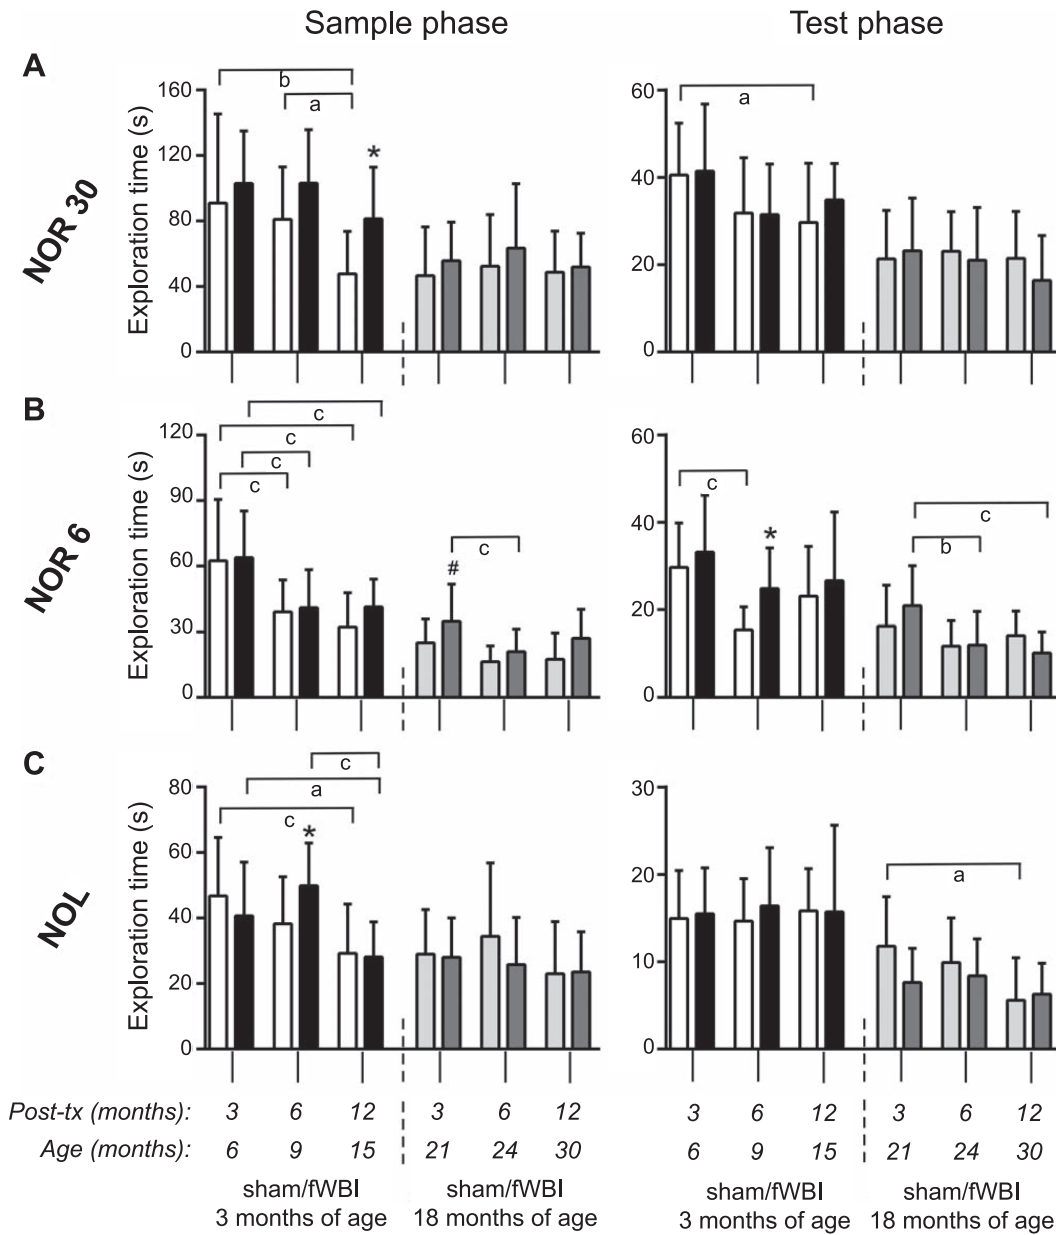 Sample phase Test phase
A
NOR 30
Exploration time (s)
160
120
80
40
0
b
a
*
60
40
20
0
a
B
NOR 6
Exploration time (s)
120
90
60
30
0
c
c
c
c
c
#
60
40
20
0
c
*
c
b
C
NOL
Exploration time (s)
80
60
40
20
0
c
a
c
*
30
20
10
0
a
Post-tx (months): 3 6 12 3 6 12 3 6 12 3 6 12
Age (months): 6 9 15 21 24 30 6 9 15 21 24 30
sham/fWBI sham/fWBI sham/fWBI sham/fWBI
3 months of age 18 months of age 3 months of age 18 months of age